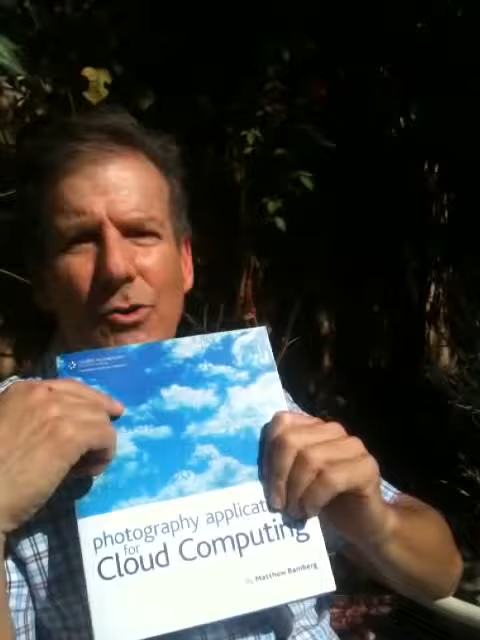 photography applicat
for
Cloud Computing
By Matthew Bamberg